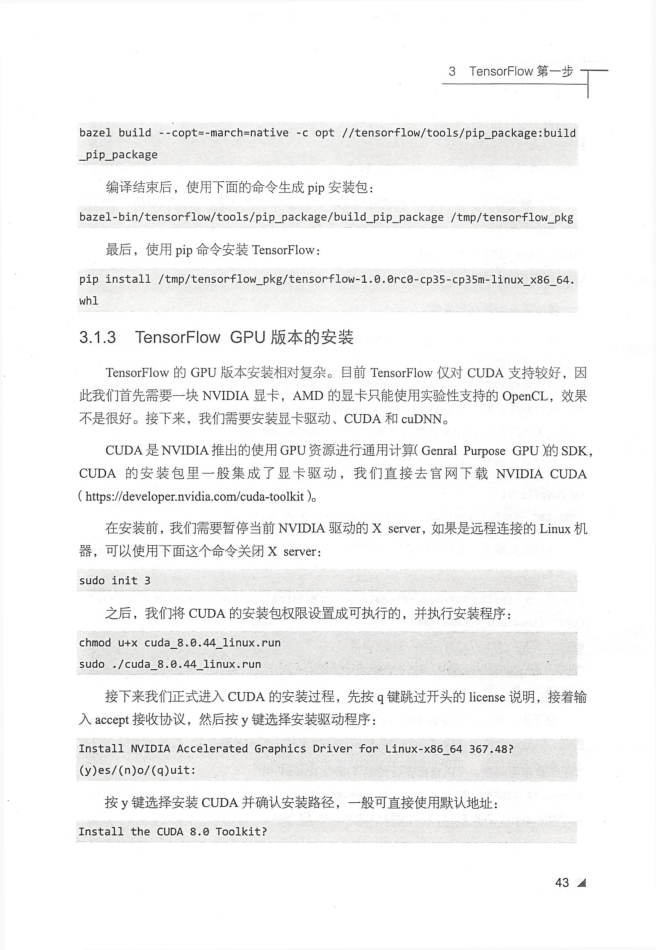 3 TensorFlow 第一步
bazel build --copt=-march=native -c opt //tensorflow/tools/pip_package:build
_pip_package
编译结束后，使用下面的命令生成 pip 安装包：
bazel-bin/tensorflow/tools/pip_package/build_pip_package /tmp/tensorflow_pkg
最后，使用 pip 命令安装 TensorFlow：
pip install /tmp/tensorflow_pkg/tensorflow-1.0.0rc0-cp35-cp35m-linux_x86_64.
whl
3.1.3 TensorFlow GPU 版本的安装
TensorFlow 的 GPU 版本安装相对复杂。目前 TensorFlow 仅对 CUDA 支持较好，因
此我们首先需要一块 NVIDIA 显卡，AMD 的显卡只能使用实验性支持的 OpenCL，效果
不是很好。接下来，我们需要安装显卡驱动、CUDA 和 cuDNN。
CUDA 是 NVIDIA 推出的使用 GPU 资源进行通用计算（Genral Purpose GPU）的 SDK，
CUDA 的安装包里一般集成了显卡驱动，我们直接去官网下载 NVIDIA CUDA
（https://developer.nvidia.com/cuda-toolkit）。
在安装前，我们需要暂停当前 NVIDIA 驱动的 X server，如果是远程连接的 Linux 机
器，可以使用下面这个命令关闭 X server：
sudo init 3
之后，我们将 CUDA 的安装包权限设置成可执行的，并执行安装程序：
chmod u+x cuda_8.0.44_linux.run
sudo ./cuda_8.0.44_linux.run
接下来我们正式进入 CUDA 的安装过程，先按 q 键跳过开头的 license 说明，接着输
入 accept 接收协议，然后按 y 键选择安装驱动程序：
Install NVIDIA Accelerated Graphics Driver for Linux-x86_64 367.48?
(y)es/(n)o/(q)uit:
按 y 键选择安装 CUDA 并确认安装路径，一般可直接使用默认地址：
Install the CUDA 8.0 Toolkit?
43